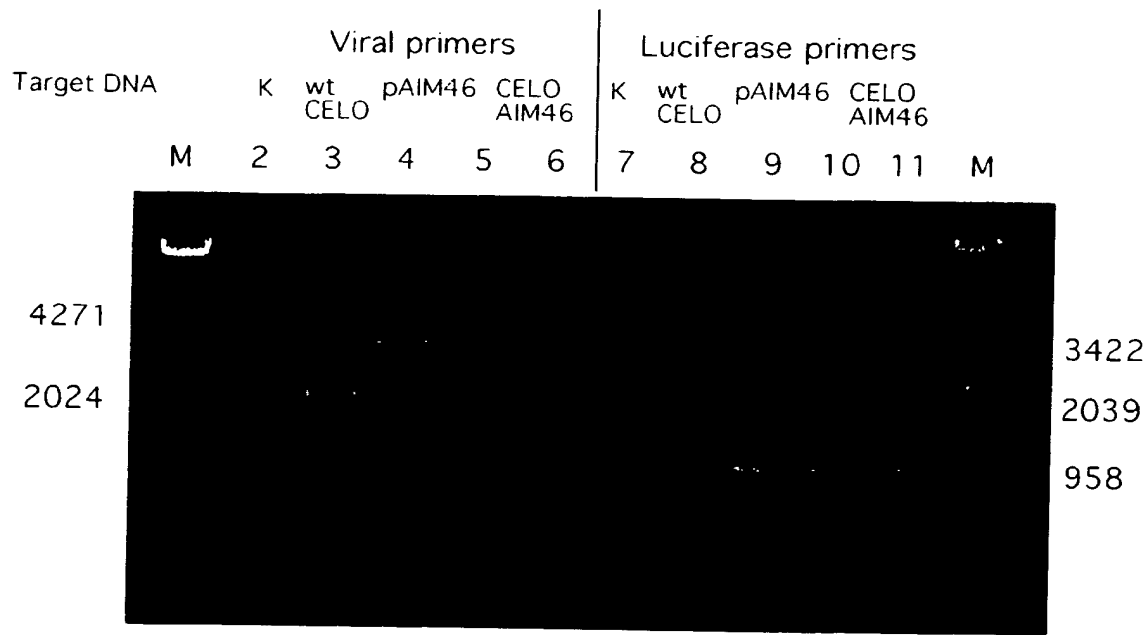 Viral primers Luciferase primers
Target DNA K wt pAIM46 CELO K wt pAIM46 CELO
CELO AIM46 CELO AIM46
M 2 3 4 5 6 7 8 9 10 11 M
4271
3422
2024
2039
958